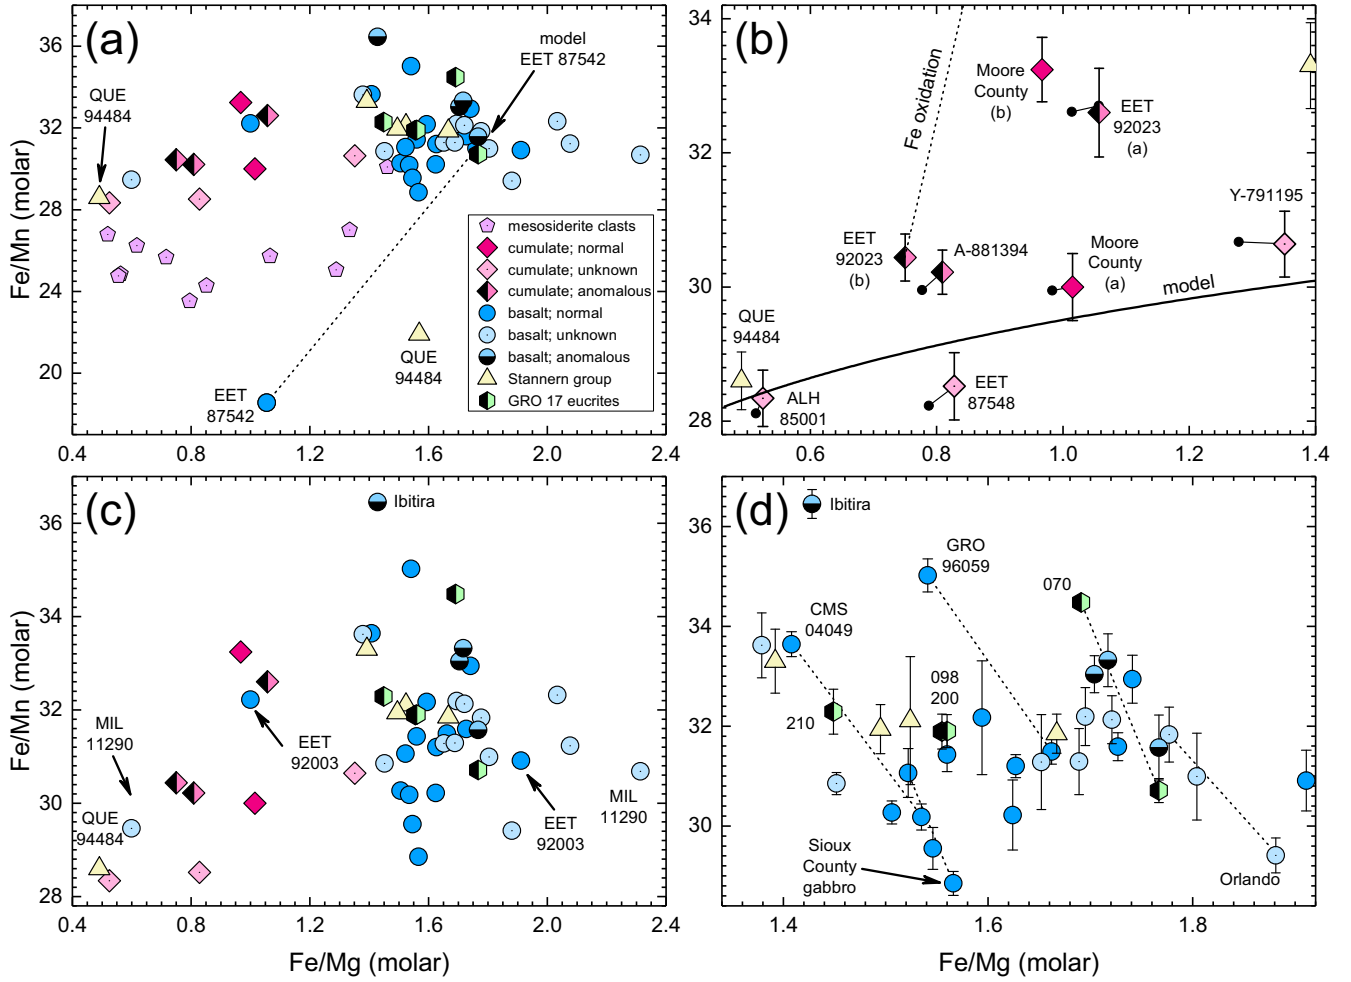 (a)
36
32
28
24
20
0.4
0.8
1.2
1.6
2.0
2.4
Fe/Mn (molar)
QUE
94484
model
EET 87542
QUE
94484
EET
87542
mesosiderite clasts
cumulate; normal
cumulate; unknown
cumulate; anomalous
basalt; normal
basalt; unknown
basalt; anomalous
Stannern group
GRO 17 eucrites
(b)
34
32
30
28
0.6
0.8
1.0
1.2
1.4
Fe oxidation
Moore
County
(b)
EET
92023
(a)
Y-791195
EET
92023
(b)
A-881394
Moore
County
(a)
model
QUE
94484
ALH
85001
EET
87548
(c)
36
34
32
30
28
0.4
0.8
1.2
1.6
2.0
2.4
Fe/Mn (molar)
Fe/Mg (molar)
Ibitira
MIL
11290
EET
92003
QUE
94484
EET
92003
MIL
11290
(d)
36
34
32
30
1.4
1.6
1.8
Fe/Mg (molar)
Ibitira
GRO
96059
070
CMS
04049
098
200
210
Sioux
County
gabbro
Orlando